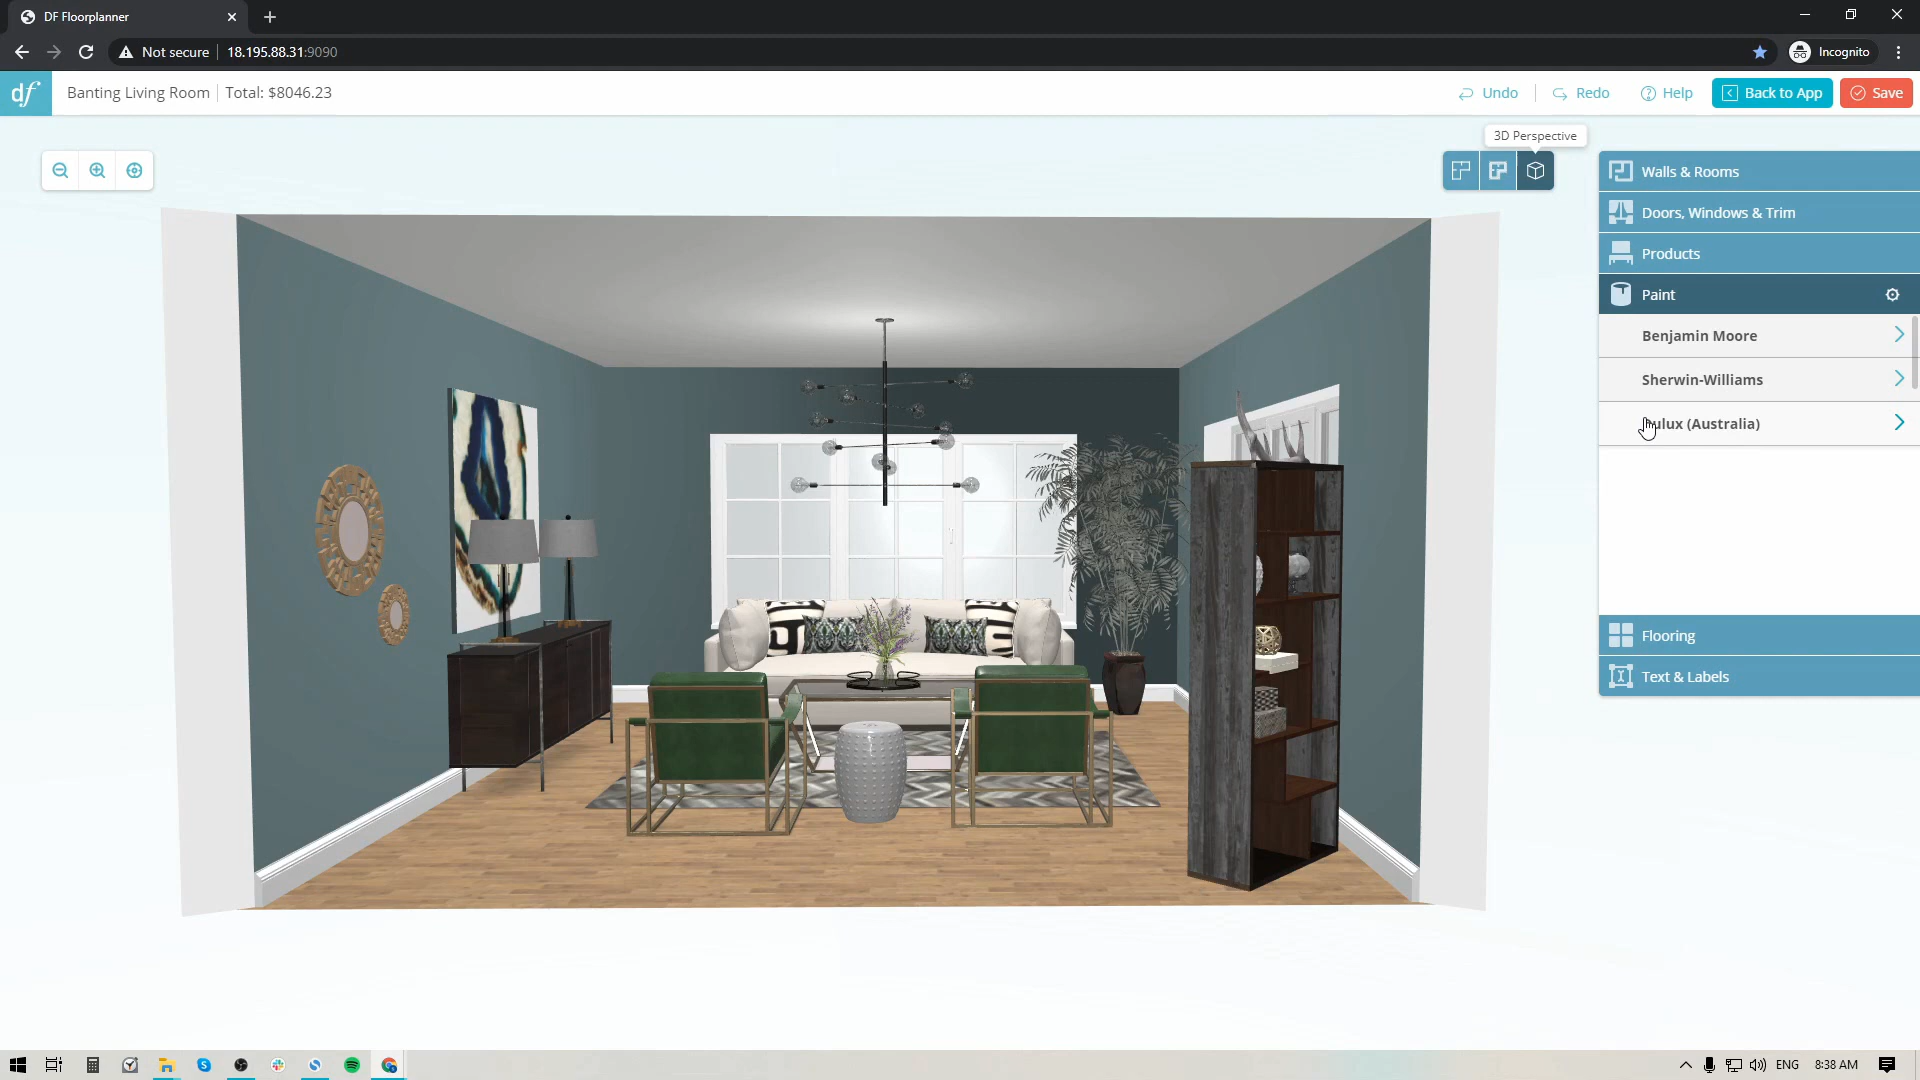 DF Floorplanner
Not secure
18.195.88.31:9090
Incognito
df
Banting Living Room
Total: $8046.23
Undo
Redo
Help
Back to App
Save
3D Perspective
Walls & Rooms
Doors, Windows & Trim
Products
Paint
Benjamin Moore
Sherwin-Williams
(Australia)
Flooring
Text & Labels
ENG
8:38 AM